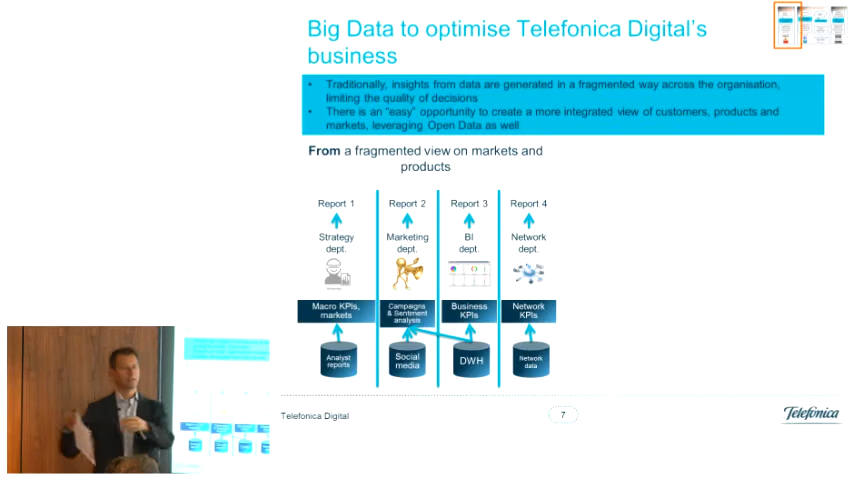 Big Data to optimise Telefonica Digital's
business
• Traditionally, insights from data are generated in a fragmented way across the organisation,
limiting the quality of decisions
• There is an "easy" opportunity to create a more integrated view of customers, products and
markets, leveraging Open Data as well
From a fragmented view on markets and
products
Report 1 Report 2 Report 3 Report 4
Strategy
dept.
Marketing
dept.
BI
dept.
Network
dept.
Macro KPIs,
markets
Campaigns
& Sentiment
analysis
Business
KPIs
Network
KPIs
Analyst
reports
Social
media
DWH
Network
data
Telefonica Digital
7
Telefonica